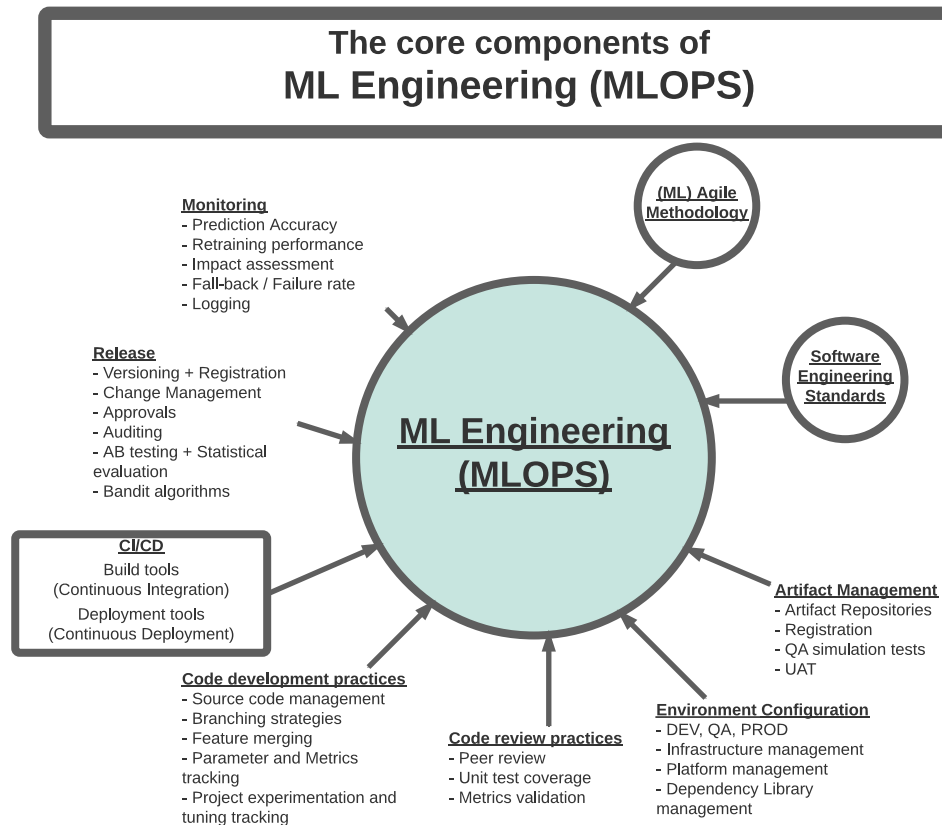 The core components of
ML Engineering (MLOPS)
(ML) Agile
Methodology
Monitoring
- Prediction Accuracy
- Retraining performance
- Impact assessment
- Fall-back / Failure rate
- Logging
Software
Engineering
Standards
Release
- Versioning + Registration
- Change Management
- Approvals
- Auditing
- AB testing + Statistical
evaluation
- Bandit algorithms
ML Engineering
(MLOPS)
CI/CD
Build tools
(Continuous Integration)
Deployment tools
(Continuous Deployment)
Artifact Management
- Artifact Repositories
- Registration
- QA simulation tests
- UAT
Code development practices
- Source code management
- Branching strategies
- Feature merging
- Parameter and Metrics
tracking
- Project experimentation and
tuning tracking
Code review practices
- Peer review
- Unit test coverage
- Metrics validation
Environment Configuration
- DEV, QA, PROD
- Infrastructure management
- Platform management
- Dependency Library
management